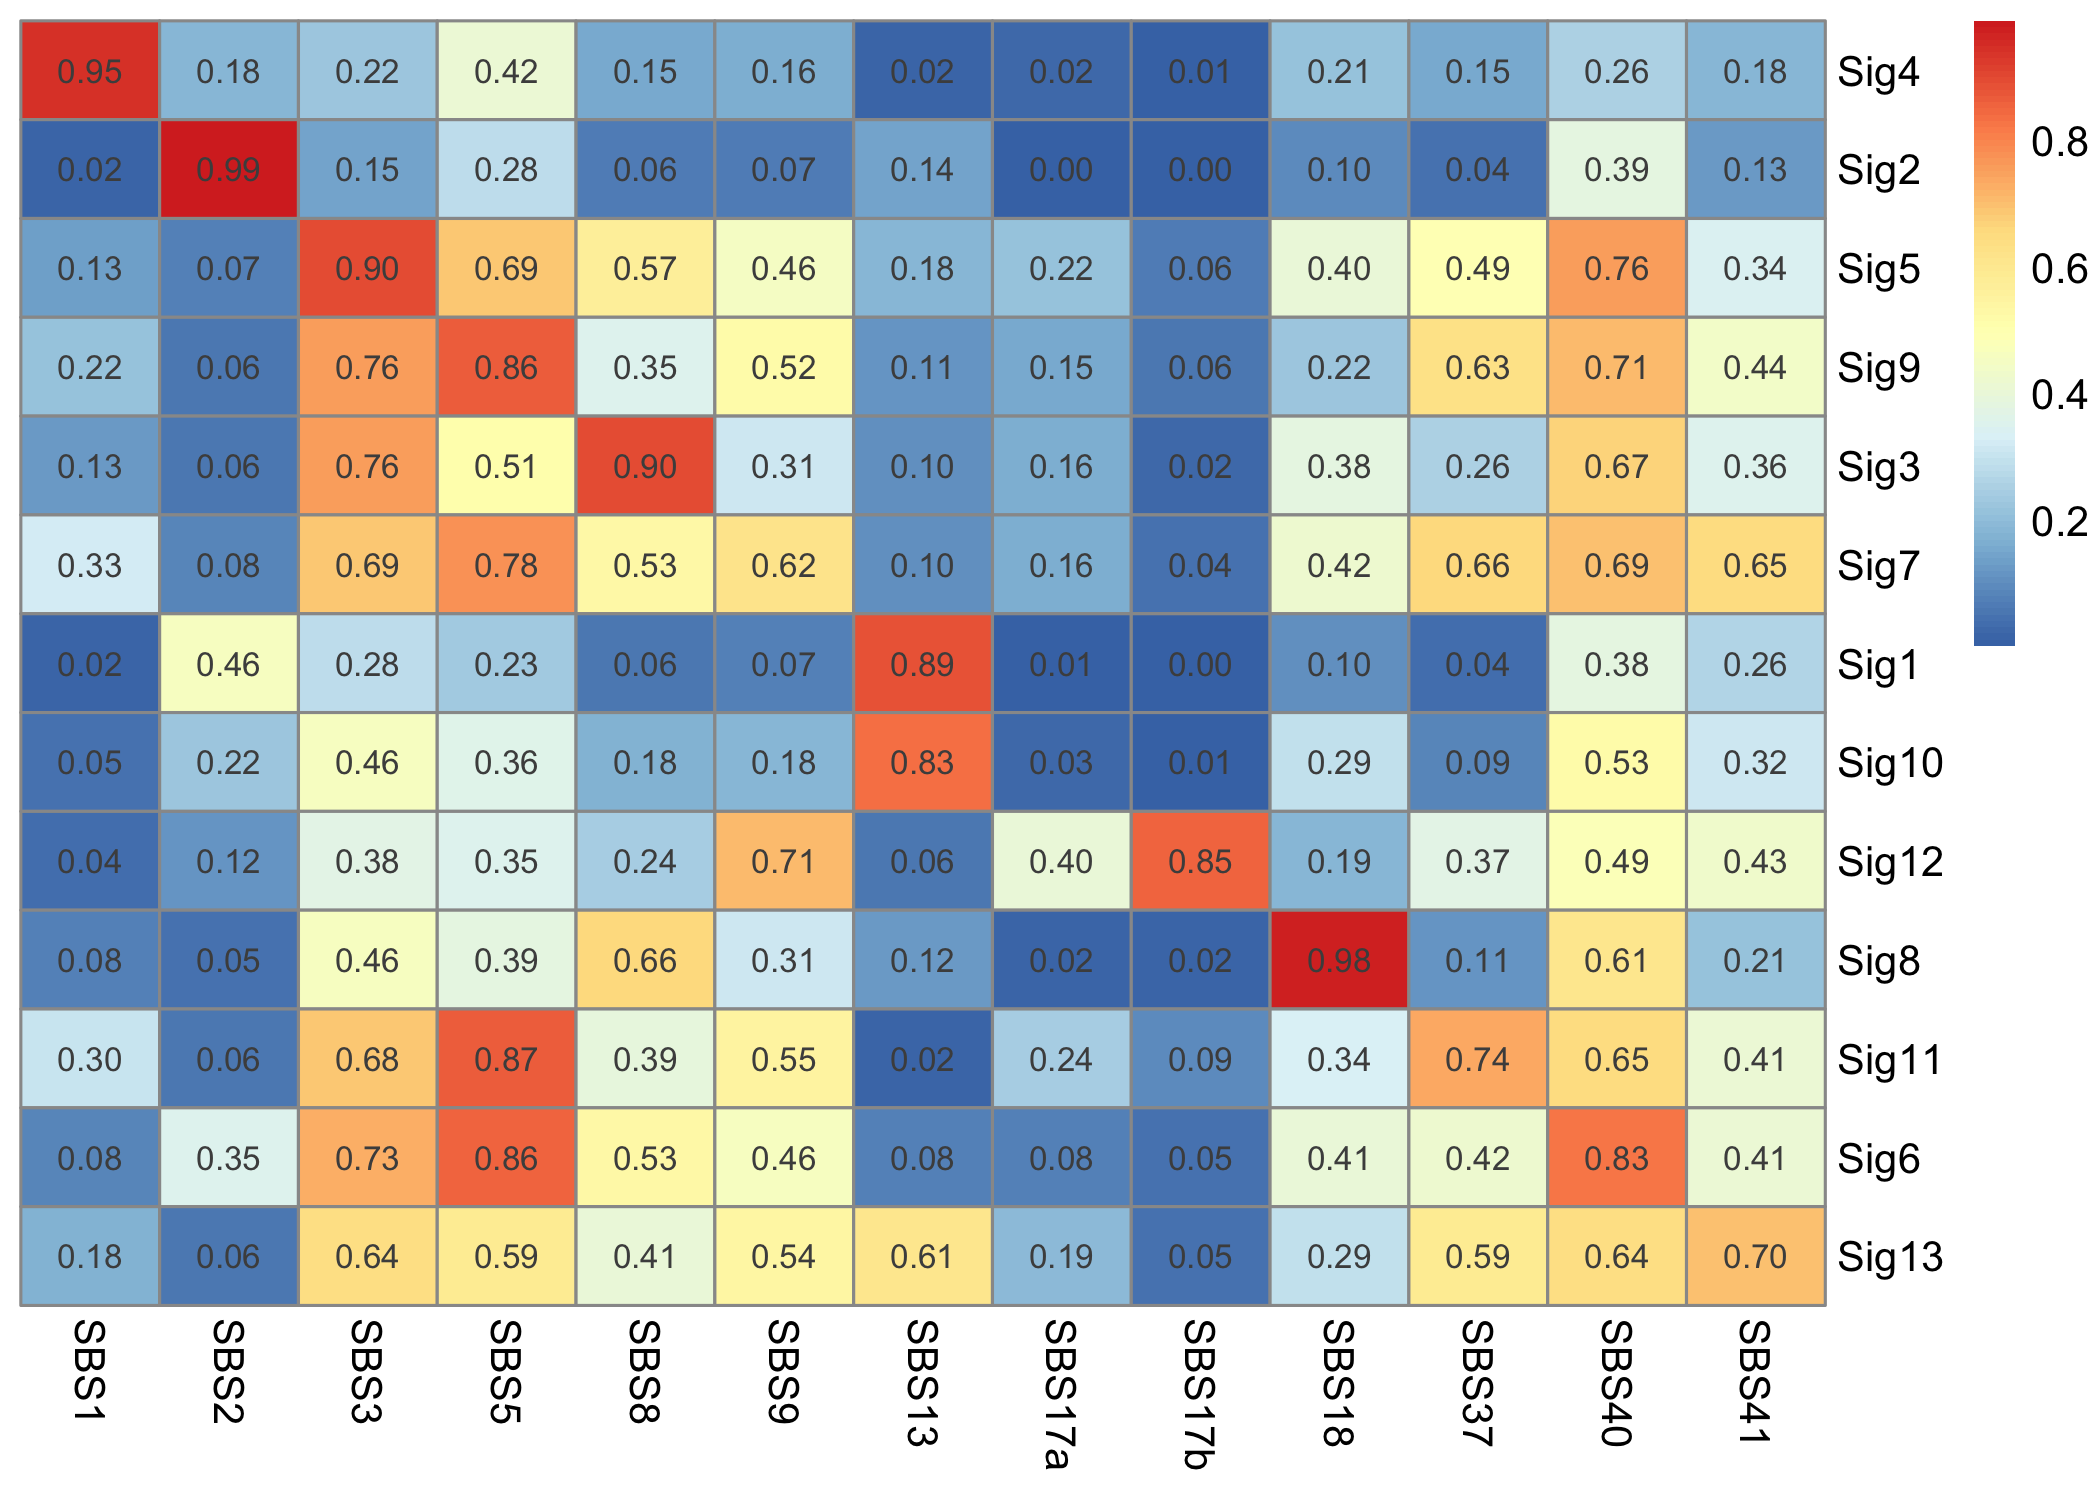 0.95 0.18 0.22 0.42 0.15 0.16 0.02 0.02 0.01 0.21 0.15 0.26 0.18 Sig4
0.02 0.99 0.15 0.28 0.06 0.07 0.14 0.00 0.00 0.10 0.04 0.39 0.13 Sig2
0.13 0.07 0.90 0.69 0.57 0.46 0.18 0.22 0.06 0.40 0.49 0.76 0.34 Sig5
0.22 0.06 0.76 0.86 0.35 0.52 0.11 0.15 0.06 0.22 0.63 0.71 0.44 Sig9
0.13 0.06 0.76 0.51 0.90 0.31 0.10 0.16 0.02 0.38 0.26 0.67 0.36 Sig3
0.33 0.08 0.69 0.78 0.53 0.62 0.10 0.16 0.04 0.42 0.66 0.69 0.65 Sig7
0.02 0.46 0.28 0.23 0.06 0.07 0.89 0.01 0.00 0.10 0.04 0.38 0.26 Sig1
0.05 0.22 0.46 0.36 0.18 0.18 0.83 0.03 0.01 0.29 0.09 0.53 0.32 Sig10
0.04 0.12 0.38 0.35 0.24 0.71 0.06 0.40 0.85 0.19 0.37 0.49 0.43 Sig12
0.08 0.05 0.46 0.39 0.66 0.31 0.12 0.02 0.02 0.98 0.11 0.61 0.21 Sig8
0.30 0.06 0.68 0.87 0.39 0.55 0.02 0.24 0.09 0.34 0.74 0.65 0.41 Sig11
0.08 0.35 0.73 0.86 0.53 0.46 0.08 0.08 0.05 0.41 0.42 0.83 0.41 Sig6
0.18 0.06 0.64 0.59 0.41 0.54 0.61 0.19 0.05 0.29 0.59 0.64 0.70 Sig13
SBS1
SBS2
SBS3
SBS5
SBS8
SBS9
SBS13
SBS17a
SBS17b
SBS18
SBS37
SBS40
SBS41
0.8
0.6
0.4
0.2